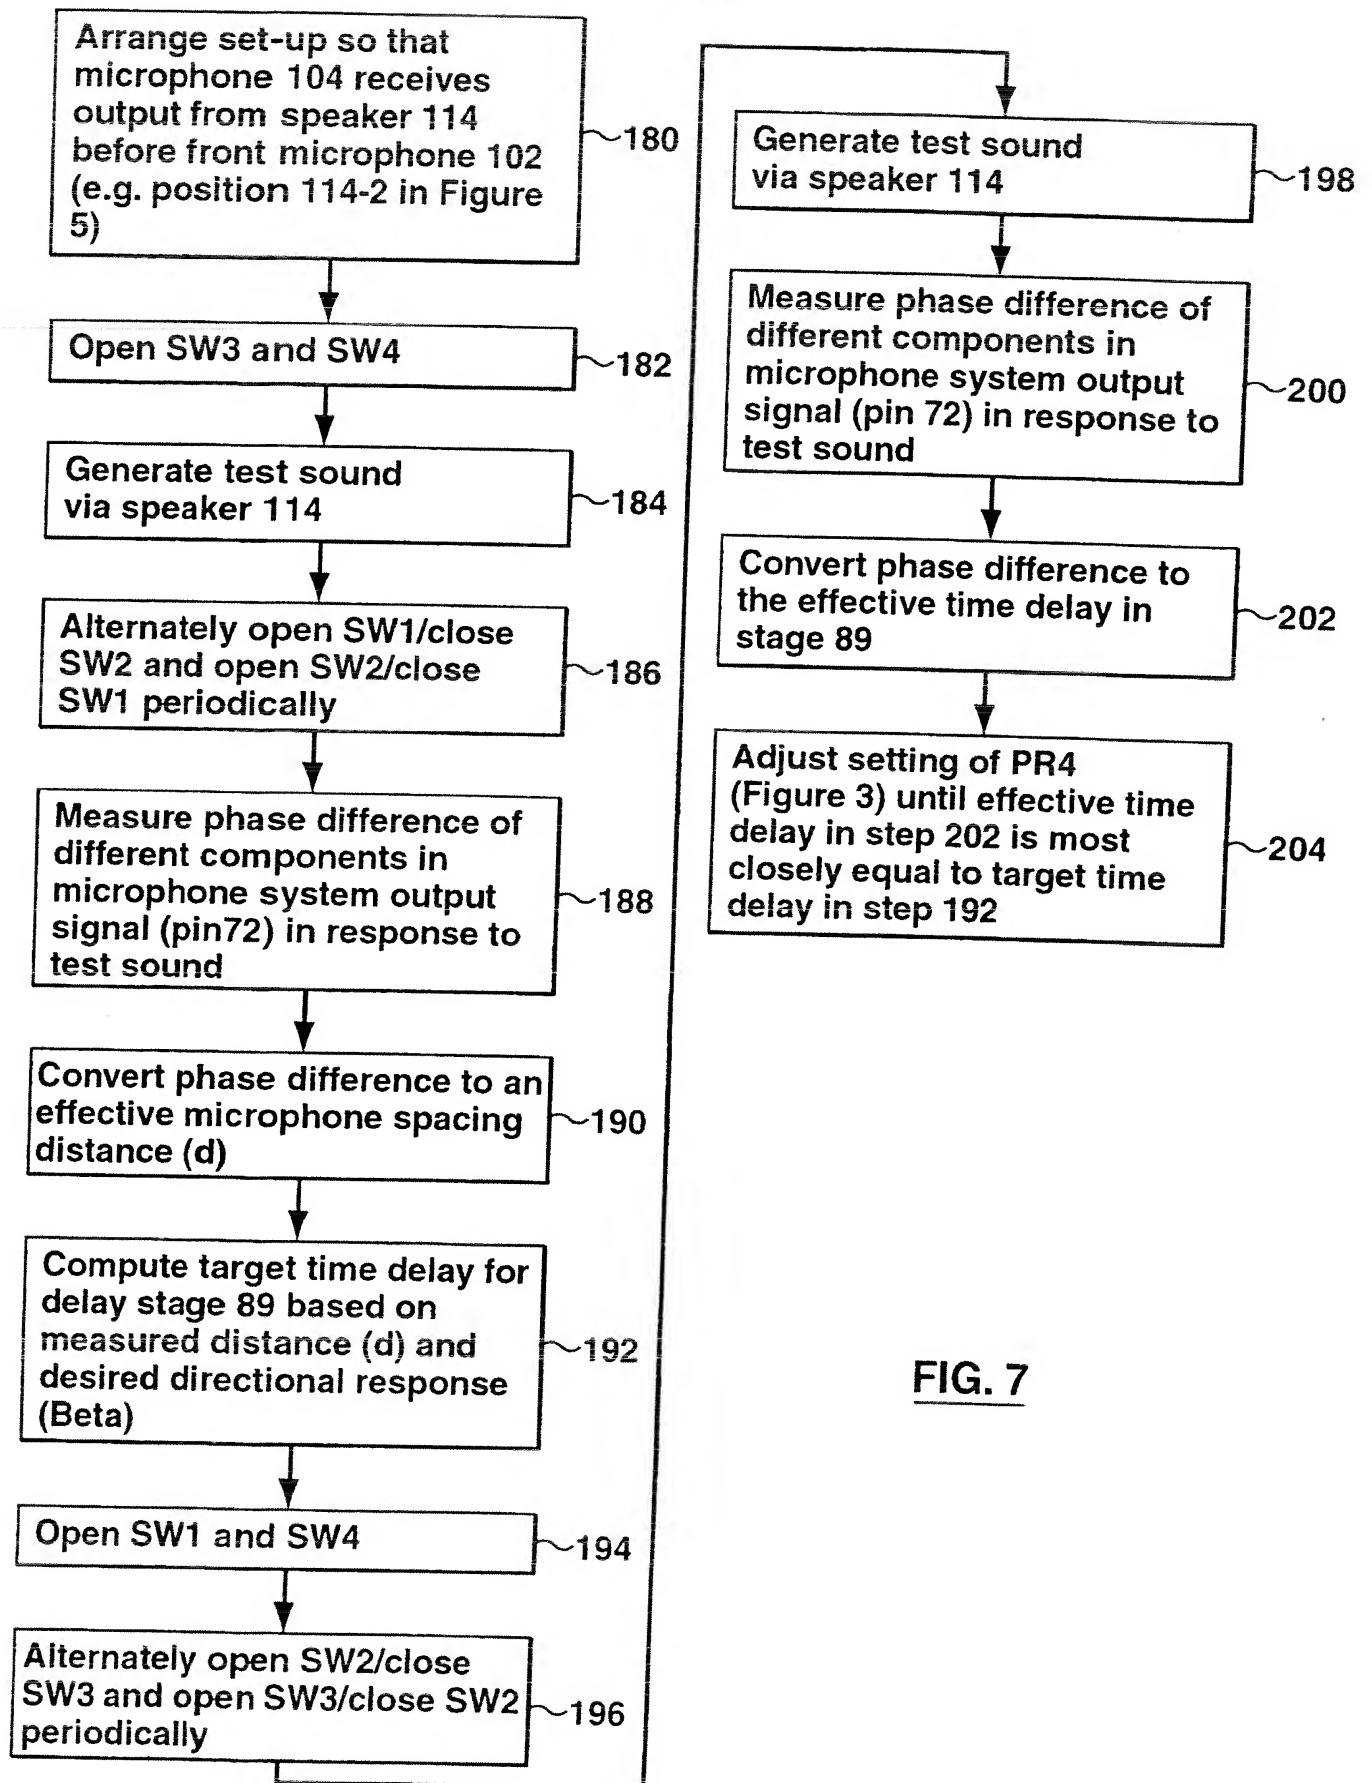 Arrange set-up so that
microphone 104 receives
output from speaker 114
before front microphone 102
(e.g. position 114-2 in Figure
5)
180
Open SW3 and SW4
182
Generate test sound
via speaker 114
184
Alternately open SW1/close
SW2 and open SW2/close
SW1 periodically
186
Measure phase difference of
different components in
microphone system output
signal (pin72) in response to
test sound
188
Convert phase difference to an
effective microphone spacing
distance (d)
190
Compute target time delay for
delay stage 89 based on
measured distance (d) and
desired directional response
(Beta)
192
Open SW1 and SW4
194
Alternately open SW2/close
SW3 and open SW3/close SW2
periodically
196
Generate test sound
via speaker 114
198
Measure phase difference of
different components in
microphone system output
signal (pin 72) in response to
test sound
200
Convert phase difference to
the effective time delay in
stage 89
202
Adjust setting of PR4
(Figure 3) until effective time
delay in step 202 is most
closely equal to target time
delay in step 192
204
FIG. 7